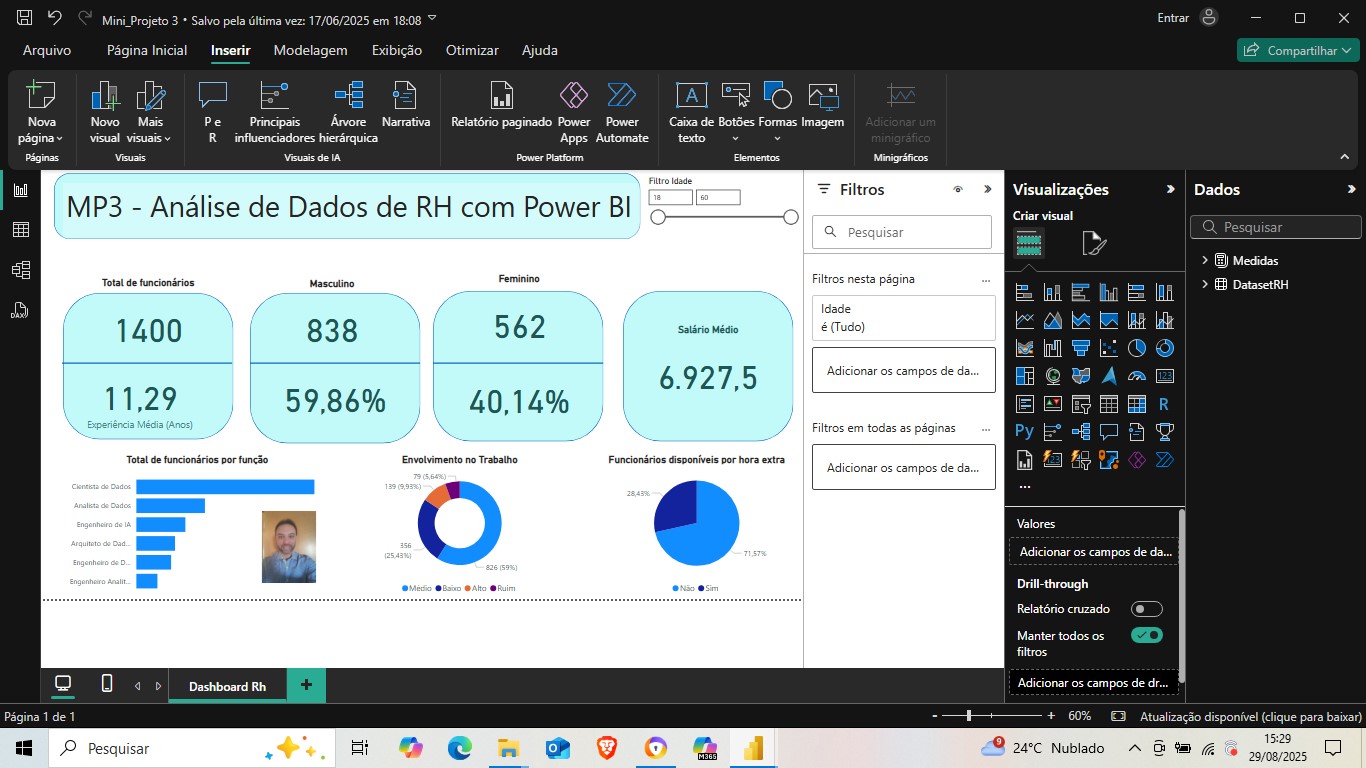 Mini_Projeto 3 • Salvo pela última vez: 17/06/2025 em 18:08
Entrar
Arquivo
Página Inicial
Inserir
Modelagem
Exibição
Otimizar
Ajuda
Compartilhar
Nova
página
Páginas
Novo
visual
Mais
visuais
Visuais
P e
R
Principais
influenciadores
Árvore
hierárquica
Narrativa
Visuais de IA
Relatório paginado
Power
Apps
Power
Automate
Power Platform
Caixa de
texto
Botões
Formas
Imagem
Elementos
Adicionar um
minigráfico
Minigráficos
MP3 - Análise de Dados de RH com Power BI
Filtro Idade
18
60
Total de funcionários
1400
11,29
Experiência Média (Anos)
Masculino
838
59,86%
Feminino
562
40,14%
Salário Médio
6.927,5
Total de funcionários por função
Cientista de Dados
Analista de Dados
Engenheiro de IA
Arquiteto de Dad...
Engenheiro de D...
Engenheiro Analit...
Envolvimento no Trabalho
79 (5,64%)
139 (9,93%)
356
(25,43%)
826 (59%)
Médio
Baixo
Alto
Ruim
Funcionários disponíveis por hora extra
28,43%
71,57%
Não
Sim
Filtros
Pesquisar
Filtros nesta página
...
Idade
é (Tudo)
Adicionar os campos de da...
Filtros em todas as páginas
...
Adicionar os campos de da...
Visualizações
Criar visual
123
R
Py
...
Valores
Adicionar os campos de da...
Drill-through
Relatório cruzado
Manter todos os
filtros
Adicionar os campos de dr...
Dados
Pesquisar
Medidas
DatasetRH
DAX
Dashboard Rh
+
Página 1 de 1
- + 60%
Atualização disponível (clique para baixar)
Pesquisar
M365
9
24°C Nublado
15:29
29/08/2025